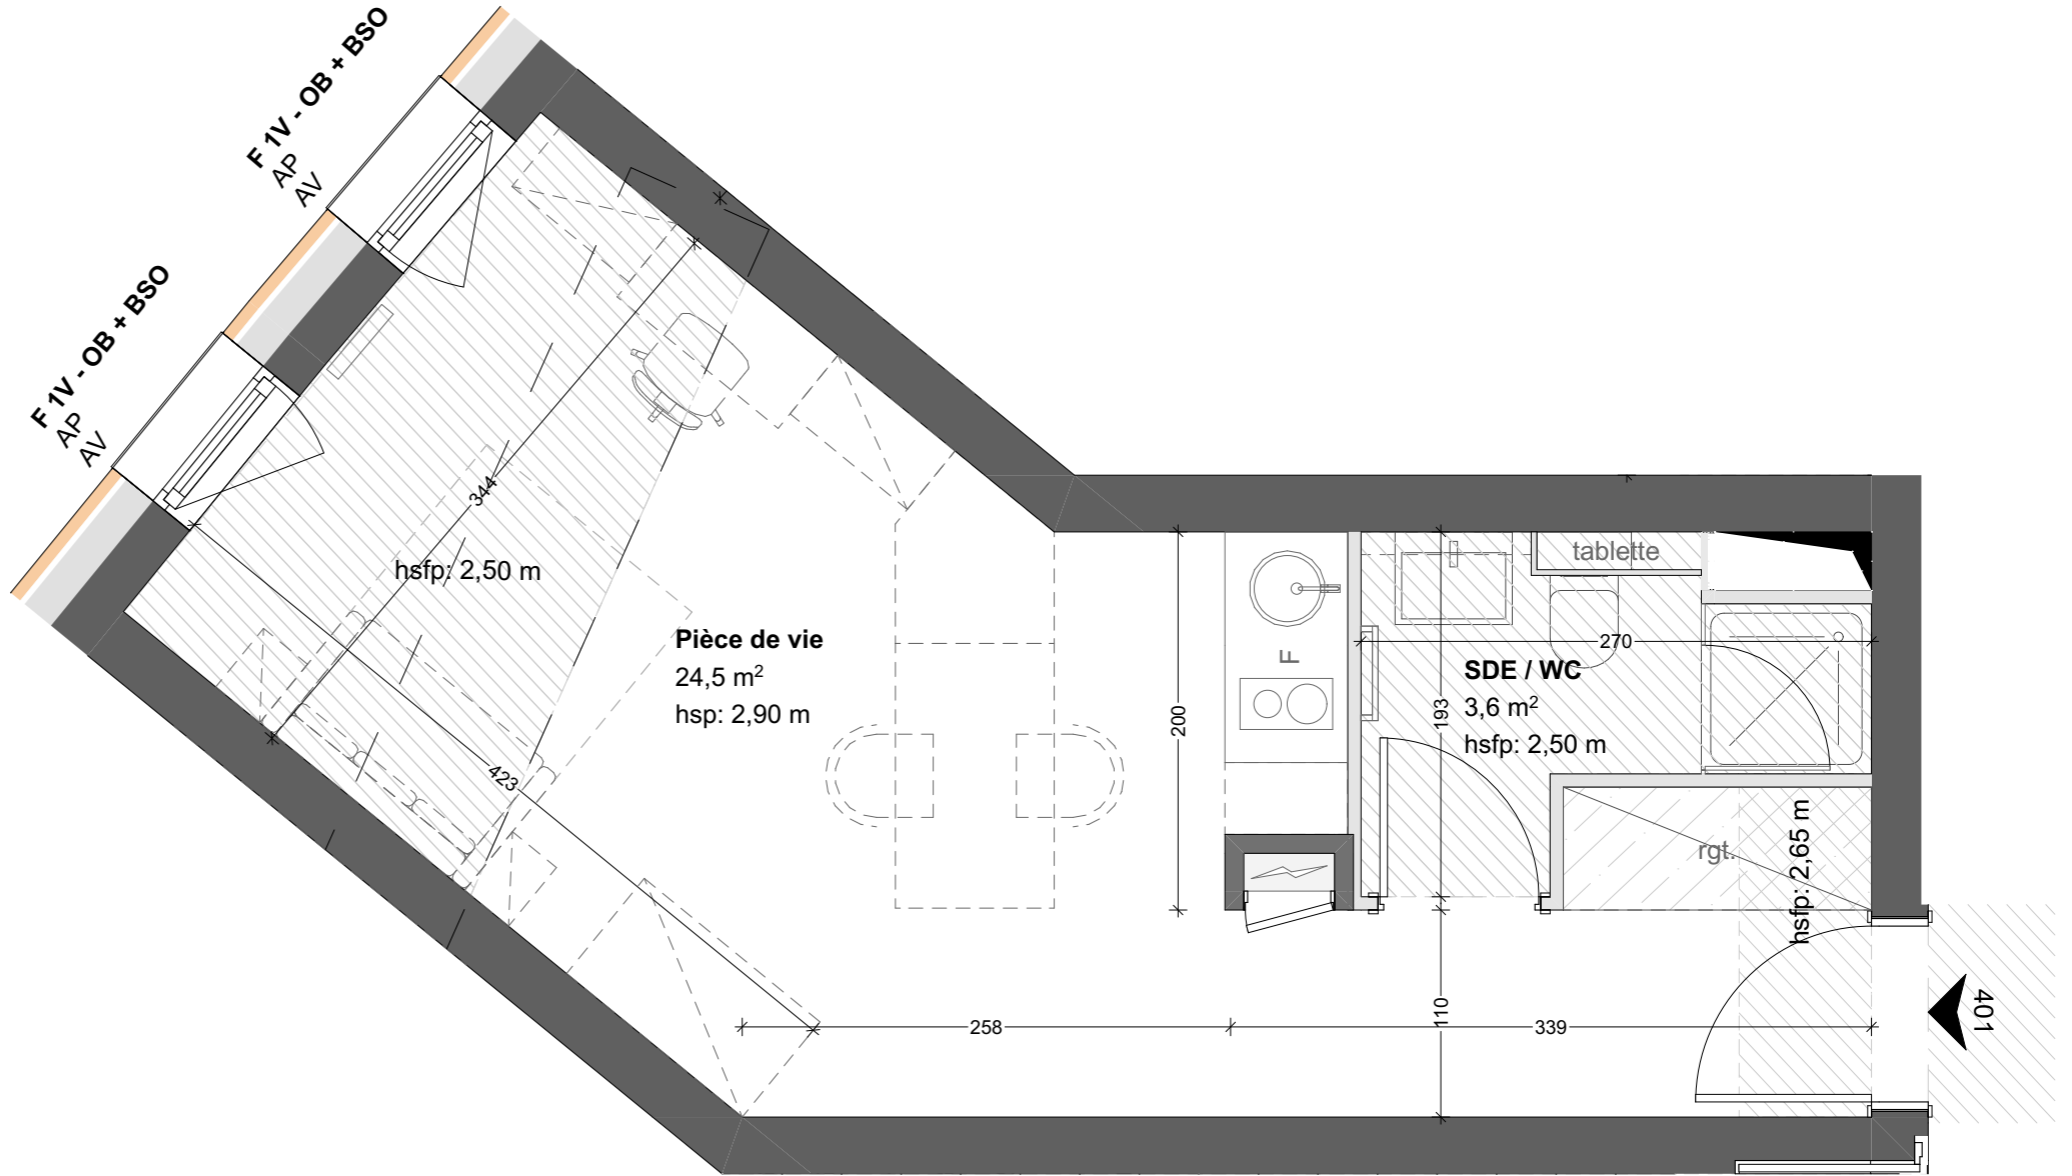 F 1V - OB + BSO
AP
AV
F 1V - OB + BSO
AP
AV
344
hsfp: 2,50 m
423
Pièce de vie
24,5 m²
hsp: 2,90 m
200
F
tablette
270
SDE / WC
3,6 m²
hsfp: 2,50 m
193
rgt.
hsfp: 2,65 m
258
339
110
401